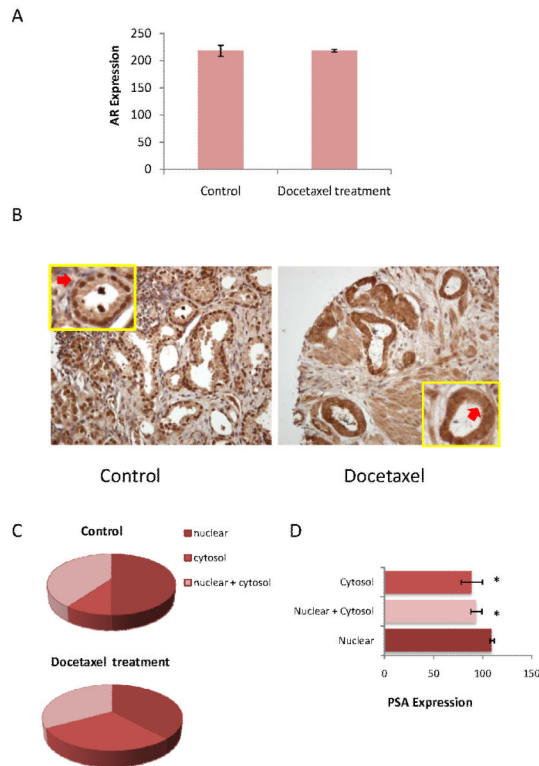 A
AR Expression
250
200
150
100
50
0
Control
Docetaxel treatment
B
Control
Docetaxel
C
Control
nuclear
cytosol
nuclear + cytosol
Docetaxel treatment
D
Cytosol
*
Nuclear + Cytosol
*
Nuclear
0
50
100
150
PSA Expression